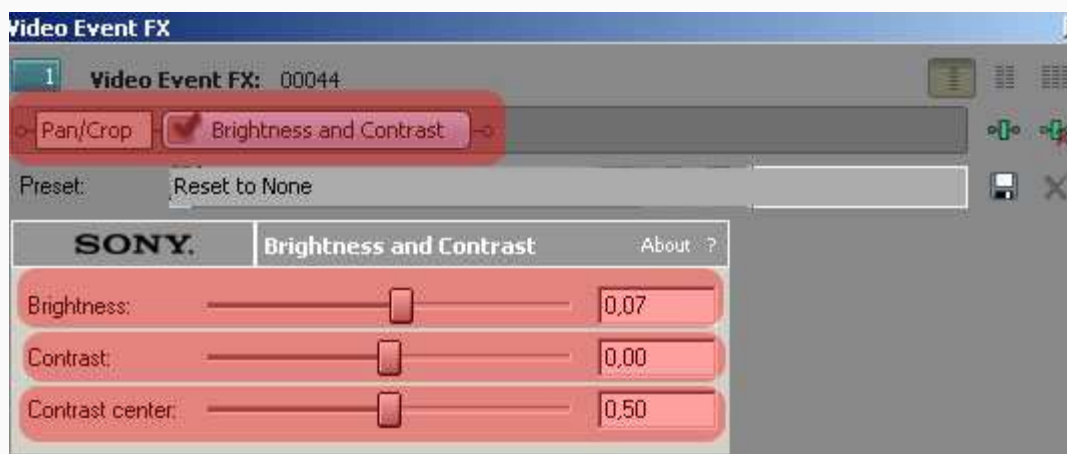 Video Event FX
1 Video Event FX: 00044
Pan/Crop Brightness and Contrast
Preset: Reset to None
SONY. Brightness and Contrast About ?
Brightness: 0,07
Contrast: 0,00
Contrast center: 0,50